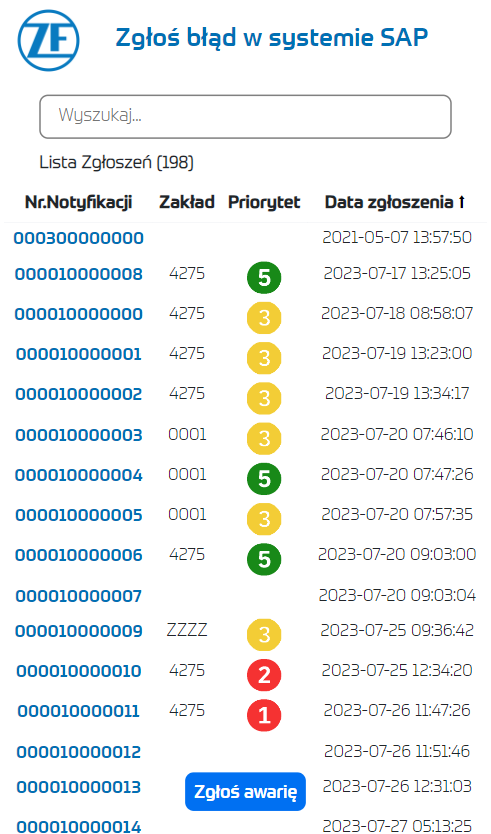 ZF
Zgłoś błąd w systemie SAP
Wyszukaj...
Lista Zgłoszeń (198)
Nr.Notyfikacji Zakład Priorytet Data zgłoszenia ↑
000300000000 2021-05-07 13:57:50
000010000008 4275 5 2023-07-17 13:25:05
000010000000 4275 3 2023-07-18 08:58:07
000010000001 4275 3 2023-07-19 13:23:00
000010000002 4275 3 2023-07-19 13:34:17
000010000003 0001 3 2023-07-20 07:46:10
000010000004 0001 5 2023-07-20 07:47:26
000010000005 0001 3 2023-07-20 07:57:35
000010000006 4275 5 2023-07-20 09:03:00
000010000007 2023-07-20 09:03:04
000010000009 ZZZZ 3 2023-07-25 09:36:42
000010000010 4275 2 2023-07-25 12:34:20
000010000011 4275 1 2023-07-26 11:47:26
000010000012 2023-07-26 11:51:46
000010000013 Zgłoś awarię 2023-07-26 12:31:03
000010000014 2023-07-27 05:13:25